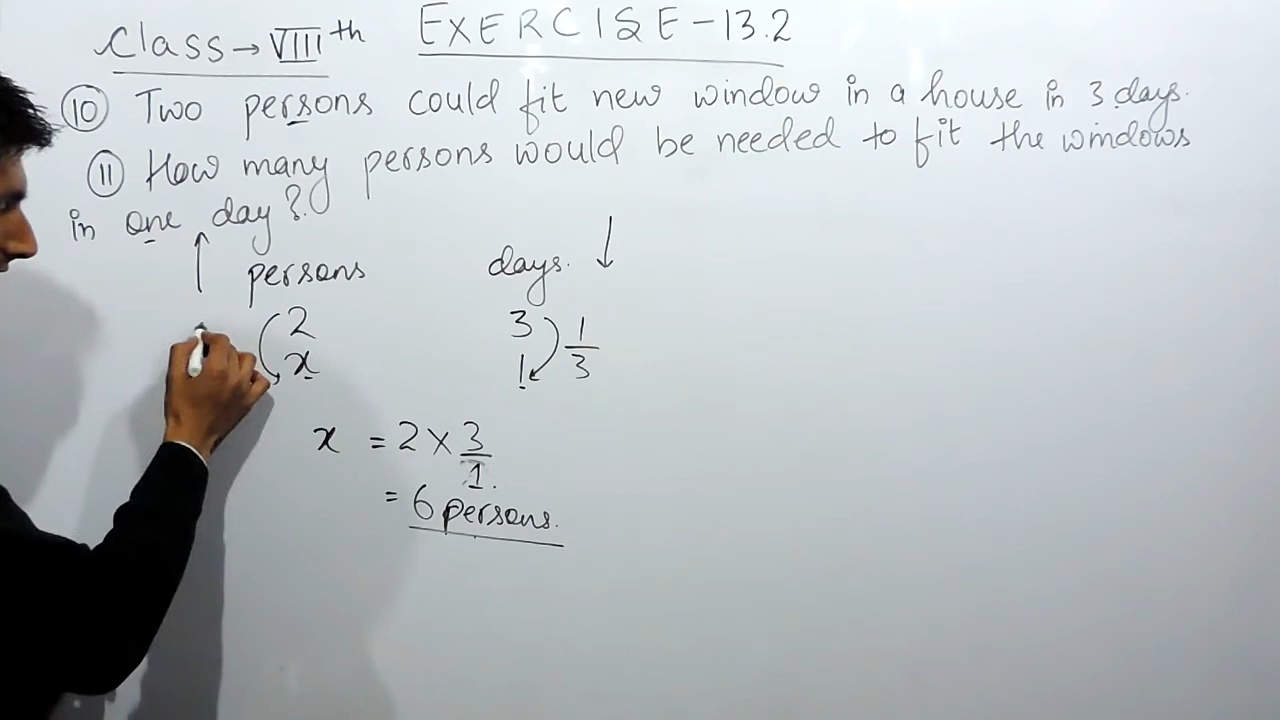 Class → VIIIth EXERCISE - 13.2
⑩ Two persons could fit new window in a house in 3 days.
⑪ How many persons would be needed to fit the windows
in one day?
↑ persons days. ↓
2 3 1/3
x 1
x = 2 × 3/1.
= 6 persons.